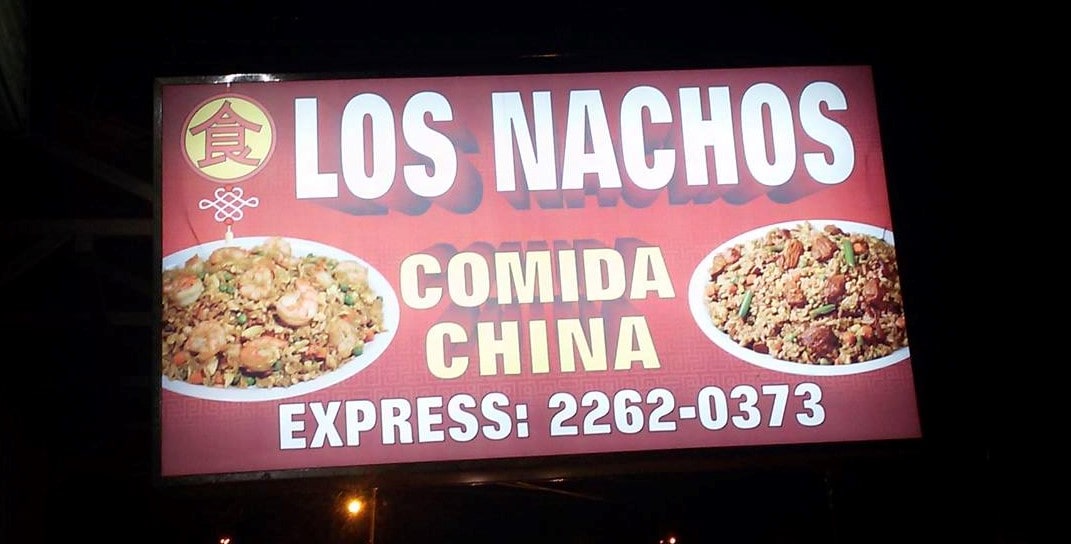 食
LOS NACHOS
COMIDA
CHINA
EXPRESS: 2262-0373